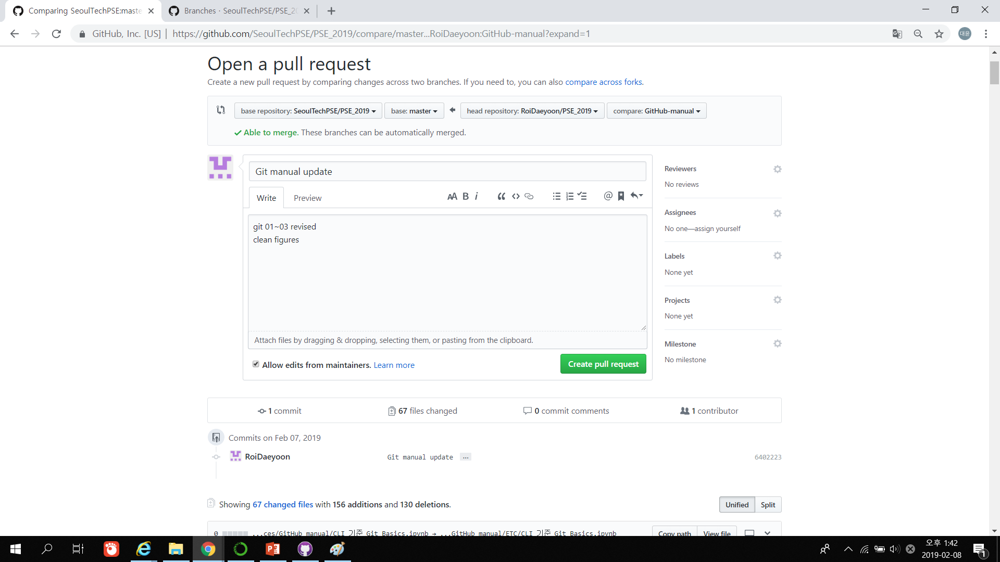 Comparing SeoulTechPSE:maste
Branches · SeoulTechPSE/PSE_20
GitHub, Inc. [US] | https://github.com/SeoulTechPSE/PSE_2019/compare/master...RoiDaeyoon:GitHub-manual?expand=1
대윤
Open a pull request
Create a new pull request by comparing changes across two branches. If you need to, you can also compare across forks.
base repository: SeoulTechPSE/PSE_2019 base: master head repository: RoiDaeyoon/PSE_2019 compare: GitHub-manual
Able to merge. These branches can be automatically merged.
Git manual update
Write Preview
git 01~03 revised
clean figures
Attach files by dragging & dropping, selecting them, or pasting from the clipboard.
Allow edits from maintainers. Learn more
Create pull request
Reviewers
No reviews
Assignees
No one—assign yourself
Labels
None yet
Projects
None yet
Milestone
No milestone
1 commit 67 files changed 0 commit comments 1 contributor
Commits on Feb 07, 2019
RoiDaeyoon Git manual update … 6402223
Showing 67 changed files with 156 additions and 130 deletions.
Unified Split
0 ...ces/GitHub manual/CLI 기준 Git Basics.ipynb → ...GitHub manual/ETC/CLI 기준 Git Basics.ipynb
Copy path View file
오후 1:42
2019-02-08
1